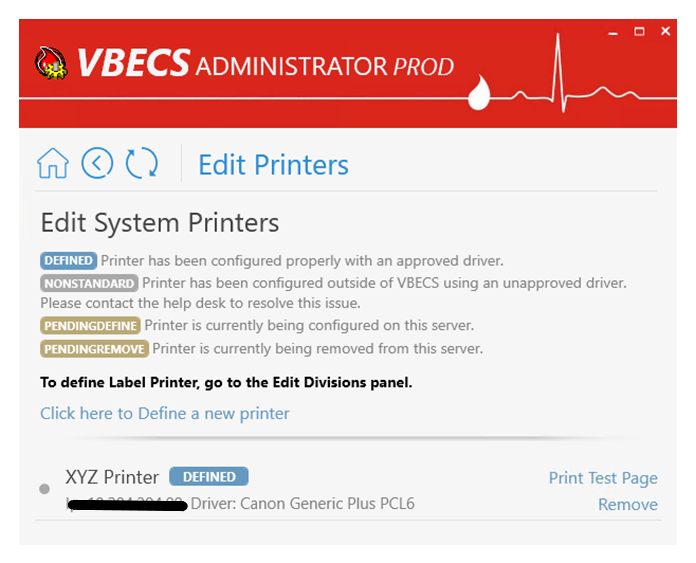 VBECS ADMINISTRATOR PROD
Edit Printers
Edit System Printers
DEFINED Printer has been configured properly with an approved driver.
NONSTANDARD Printer has been configured outside of VBECS using an unapproved driver.
Please contact the help desk to resolve this issue.
PENDINGDEFINE Printer is currently being configured on this server.
PENDINGREMOVE Printer is currently being removed from this server.
To define Label Printer, go to the Edit Divisions panel.
Click here to Define a new printer
XYZ Printer DEFINED Print Test Page
Driver: Canon Generic Plus PCL6 Remove